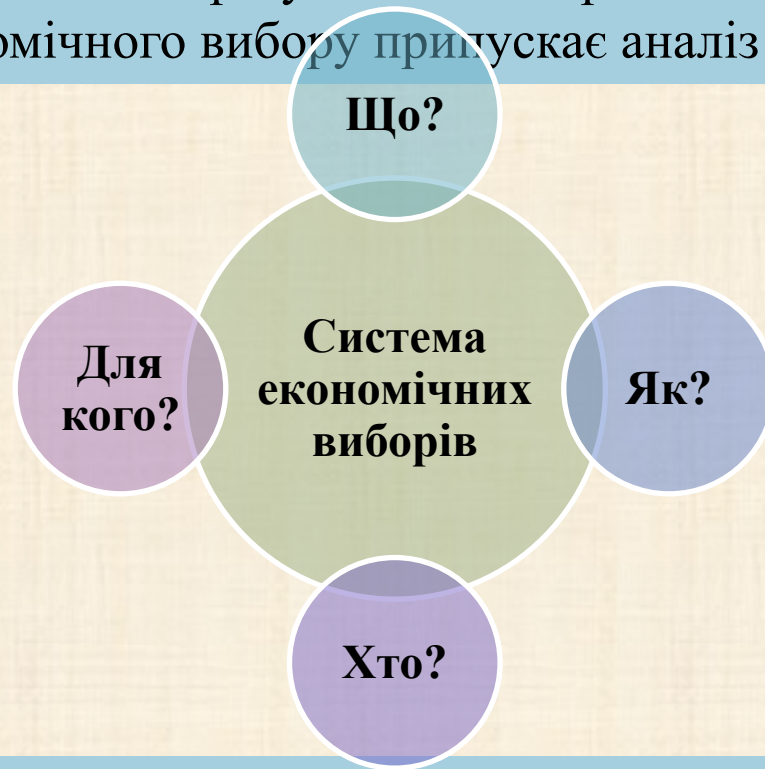 омічного вибору припускає аналіз
Що?
Для
кого?
Система
економічних
виборів
Як?
Хто?